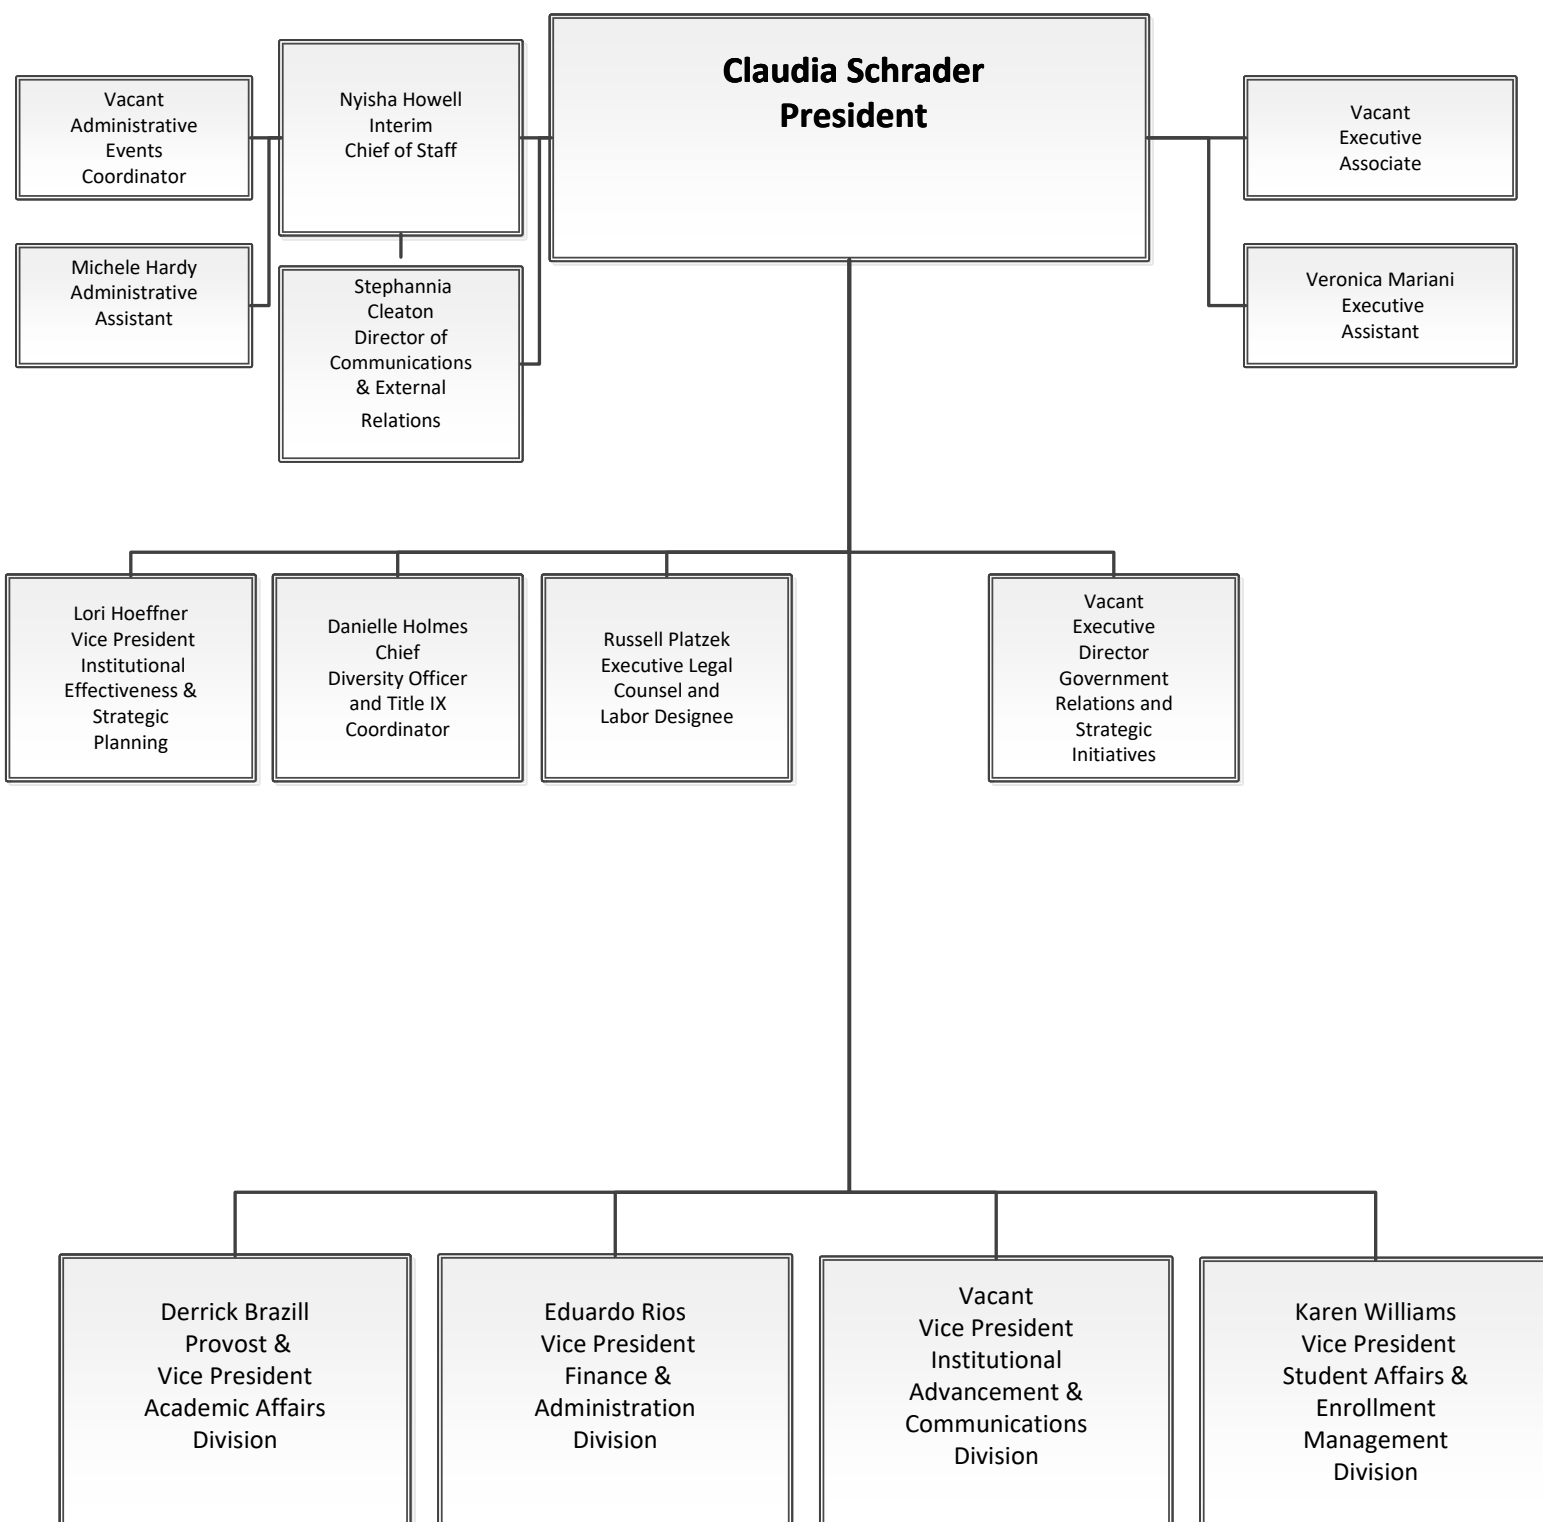 Claudia Schrader
President
Vacant
Administrative
Events
Coordinator
Nyisha Howell
Interim
Chief of Staff
Vacant
Executive
Associate
Michele Hardy
Administrative
Assistant
Stephannia
Cleaton
Director of
Communications
& External
Relations
Veronica Mariani
Executive
Assistant
Lori Hoeffner
Vice President
Institutional
Effectiveness &
Strategic
Planning
Danielle Holmes
Chief
Diversity Officer
and Title IX
Coordinator
Russell Platzek
Executive Legal
Counsel and
Labor Designee
Vacant
Executive
Director
Government
Relations and
Strategic
Initiatives
Derrick Brazill
Provost &
Vice President
Academic Affairs
Division
Eduardo Rios
Vice President
Finance &
Administration
Division
Vacant
Vice President
Institutional
Advancement &
Communications
Division
Karen Williams
Vice President
Student Affairs &
Enrollment
Management
Division